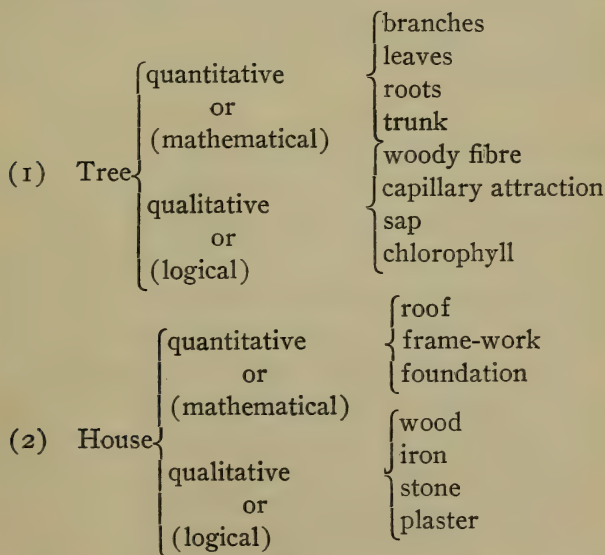 branches
quantitative leaves
or roots
(mathematical) trunk
(1) Tree woody fibre
capillary attraction
qualitative sap
or chlorophyll
(logical)
roof
quantitative frame-work
or foundation
(mathematical)
wood
(2) House iron
qualitative stone
or plaster
(logical)